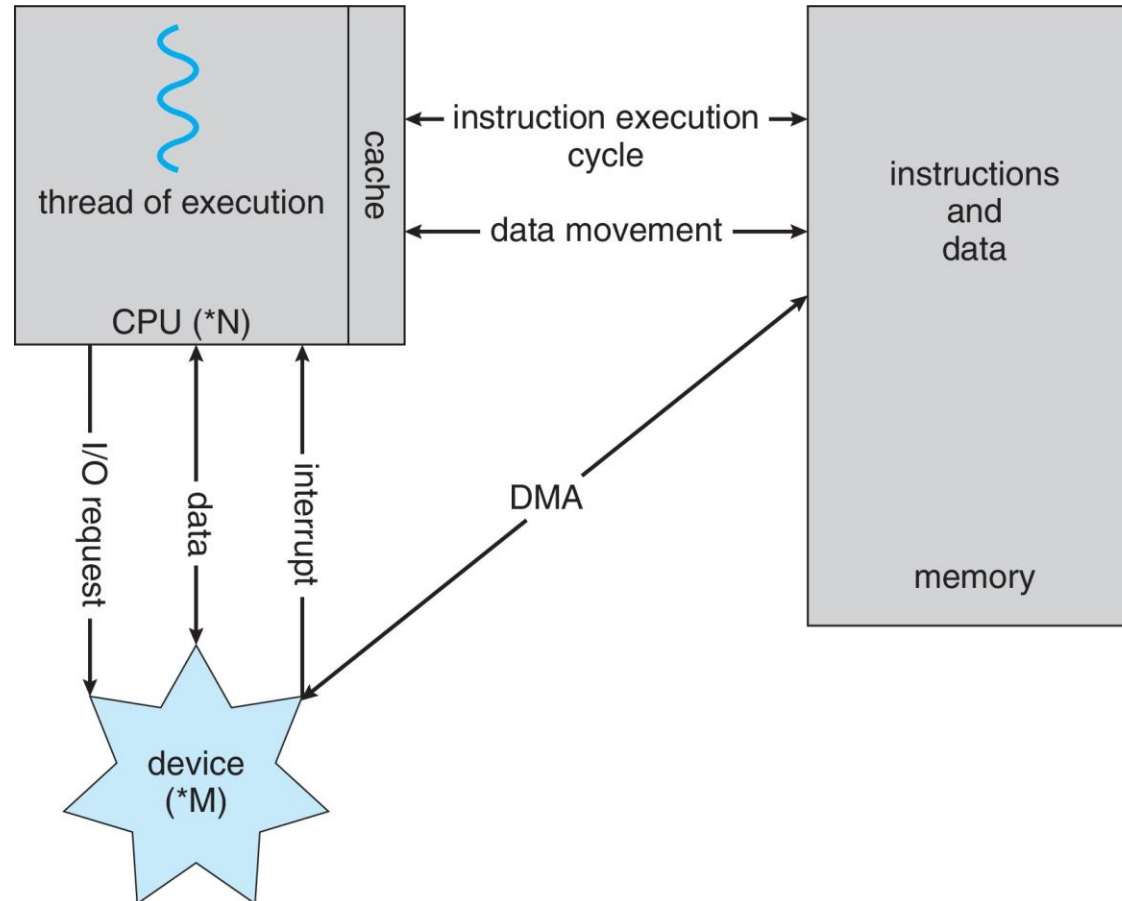 thread of execution
cache
CPU (*N)
instruction execution
cycle
data movement
instructions
and
data
memory
I/O request
data
interrupt
DMA
device
(*M)